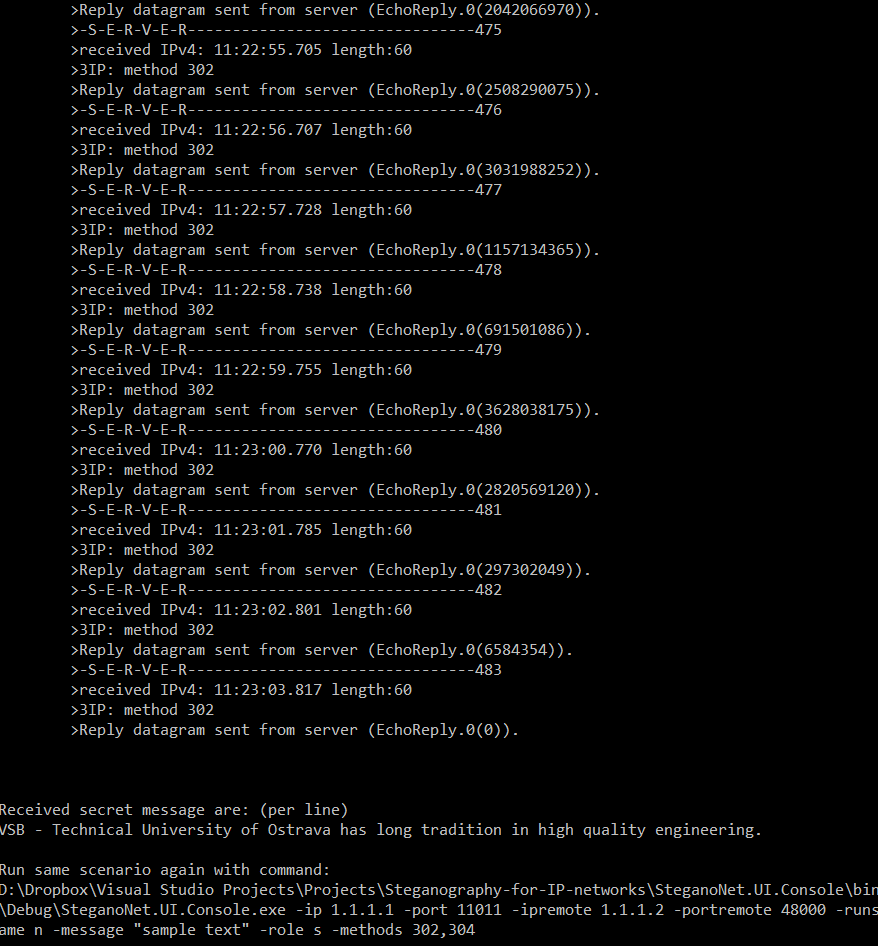 >Reply datagram sent from server (EchoReply.0(2042066970)).
>-S-E-R-V-E-R--------------------------------475
>received IPv4: 11:22:55.705 length:60
>3IP: method 302
>Reply datagram sent from server (EchoReply.0(2508290075)).
>-S-E-R-V-E-R--------------------------------476
>received IPv4: 11:22:56.707 length:60
>3IP: method 302
>Reply datagram sent from server (EchoReply.0(3031988252)).
>-S-E-R-V-E-R--------------------------------477
>received IPv4: 11:22:57.728 length:60
>3IP: method 302
>Reply datagram sent from server (EchoReply.0(1157134365)).
>-S-E-R-V-E-R--------------------------------478
>received IPv4: 11:22:58.738 length:60
>3IP: method 302
>Reply datagram sent from server (EchoReply.0(691501086)).
>-S-E-R-V-E-R--------------------------------479
>received IPv4: 11:22:59.755 length:60
>3IP: method 302
>Reply datagram sent from server (EchoReply.0(3628038175)).
>-S-E-R-V-E-R--------------------------------480
>received IPv4: 11:23:00.770 length:60
>3IP: method 302
>Reply datagram sent from server (EchoReply.0(2820569120)).
>-S-E-R-V-E-R--------------------------------481
>received IPv4: 11:23:01.785 length:60
>3IP: method 302
>Reply datagram sent from server (EchoReply.0(297302049)).
>-S-E-R-V-E-R--------------------------------482
>received IPv4: 11:23:02.801 length:60
>3IP: method 302
>Reply datagram sent from server (EchoReply.0(6584354)).
>-S-E-R-V-E-R--------------------------------483
>received IPv4: 11:23:03.817 length:60
>3IP: method 302
>Reply datagram sent from server (EchoReply.0(0)).
Received secret message are: (per line)
VSB - Technical University of Ostrava has long tradition in high quality engineering.
Run same scenario again with command:
D:\Dropbox\Visual Studio Projects\Projects\Steganography-for-IP-networks\SteganoNet.UI.Console\bin
\Debug\SteganoNet.UI.Console.exe -ip 1.1.1.1 -port 11011 -ipremote 1.1.1.2 -portremote 48000 -runs
ame n -message "sample text" -role s -methods 302,304